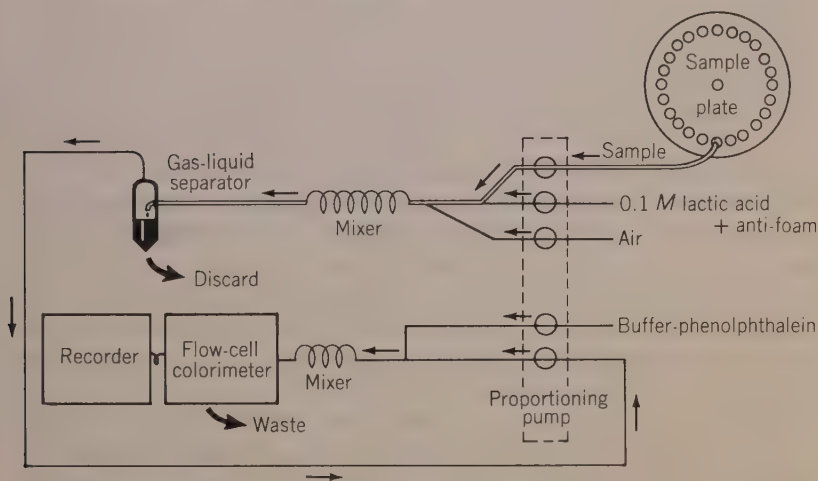 Sample
plate
Sample
Gas-liquid
separator
0.1 M lactic acid
+ anti-foam
Mixer
Air
Discard
Buffer-phenolphthalein
Recorder
Flow-cell
colorimeter
Mixer
Proportioning
pump
Waste